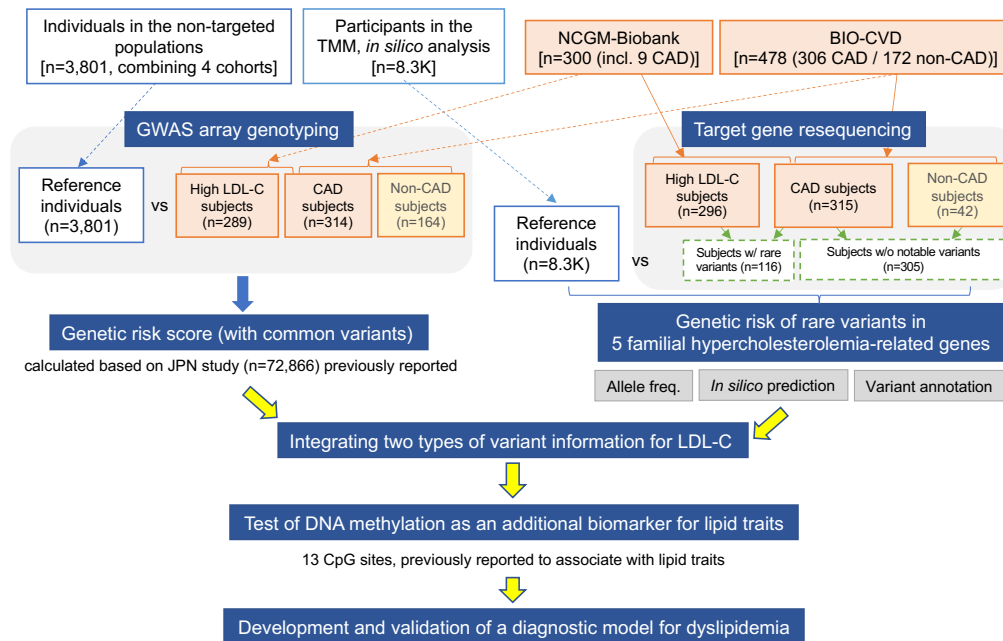 Individuals in the non-targeted
populations
[n=3,801, combining 4 cohorts]
Participants in the
TMM, in silico analysis
[n=8.3K]
NCGM-Biobank
[n=300 (incl. 9 CAD)]
BIO-CVD
[n=478 (306 CAD / 172 non-CAD)]
GWAS array genotyping
Reference
individuals
(n=3,801)
vs
High LDL-C
subjects
(n=289)
CAD
subjects
(n=314)
Non-CAD
subjects
(n=164)
Target gene resequencing
Reference
individuals
(n=8.3K)
vs
High LDL-C
subjects
(n=296)
CAD subjects
(n=315)
Non-CAD
subjects
(n=42)
Subjects w/ rare
variants (n=116)
Subjects w/o notable variants
(n=305)
Genetic risk score (with common variants)
calculated based on JPN study (n=72,866) previously reported
Genetic risk of rare variants in
5 familial hypercholesterolemia-related genes
Allele freq.
In silico prediction
Variant annotation
Integrating two types of variant information for LDL-C
Test of DNA methylation as an additional biomarker for lipid traits
13 CpG sites, previously reported to associate with lipid traits
Development and validation of a diagnostic model for dyslipidemia